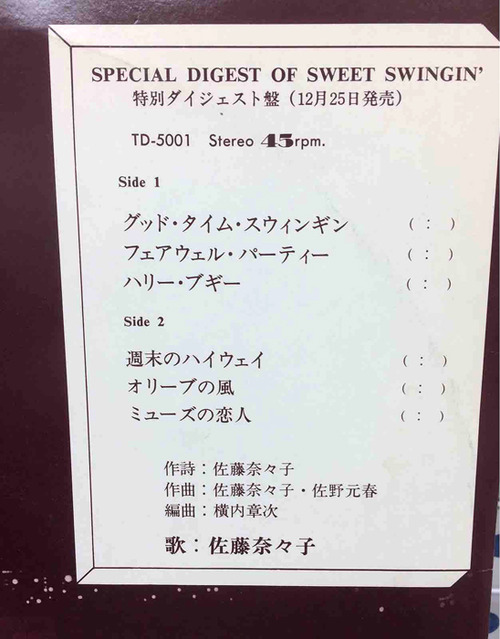 SPECIAL DIGEST OF SWEET SWINGIN'
特別ダイジェスト盤（12月25日発売）
TD-5001 Stereo 45rpm.
Side 1
グッド・タイム・スウィンギン ( : )
フェアウェル・パーティー ( : )
ハリー・ブギー ( : )
Side 2
週末のハイウェイ ( : )
オリーブの風 ( : )
ミューズの恋人 ( : )
作詩：佐藤奈々子
作曲：佐藤奈々子・佐野元春
編曲：横内章次
歌：佐藤奈々子